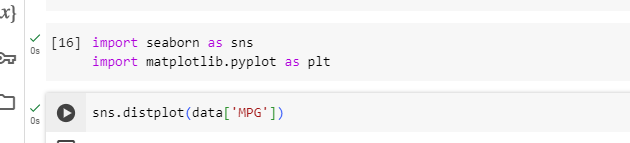 {x}
[16] import seaborn as sns
0s
import matplotlib.pyplot as plt
sns.distplot(data['MPG'])
0s